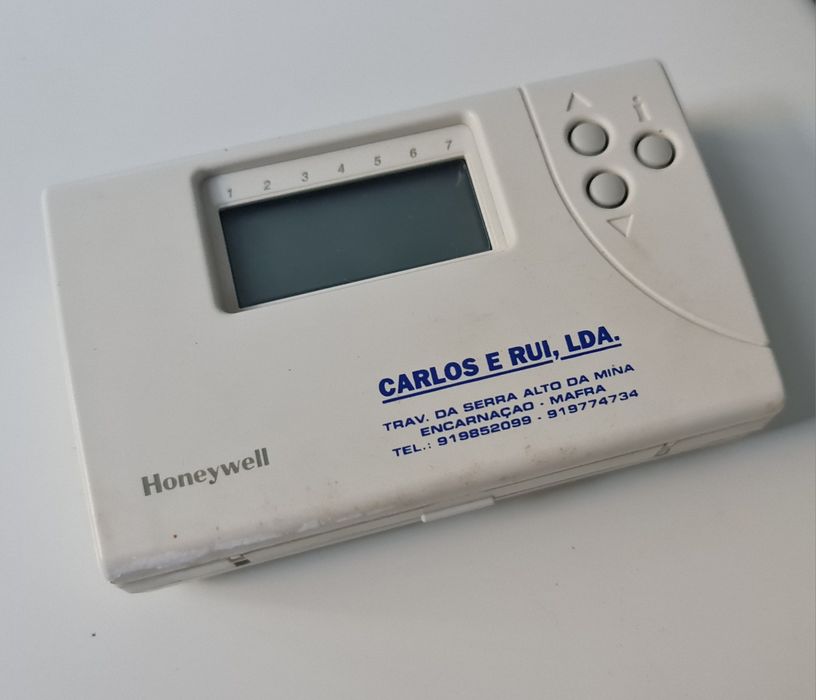 1 2 3 4 5 6 7
i
CARLOS E RUI, LDA.
TRAV. DA SERRA ALTO DA MINA
ENCARNAÇAO - MAFRA
TEL.: 919852099 - 919774734
Honeywell